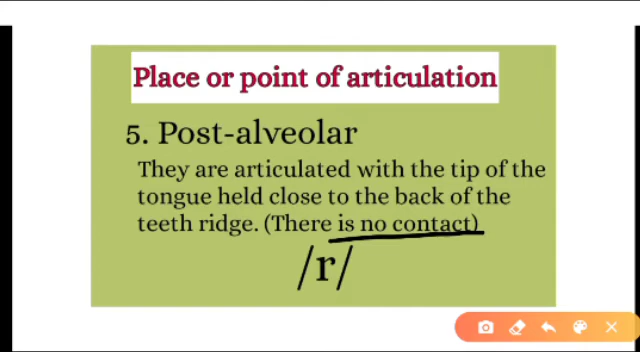 Place or point of articulation
5. Post-alveolar
They are articulated with the tip of the
tongue held close to the back of the
teeth ridge. (There is no contact)
/r/